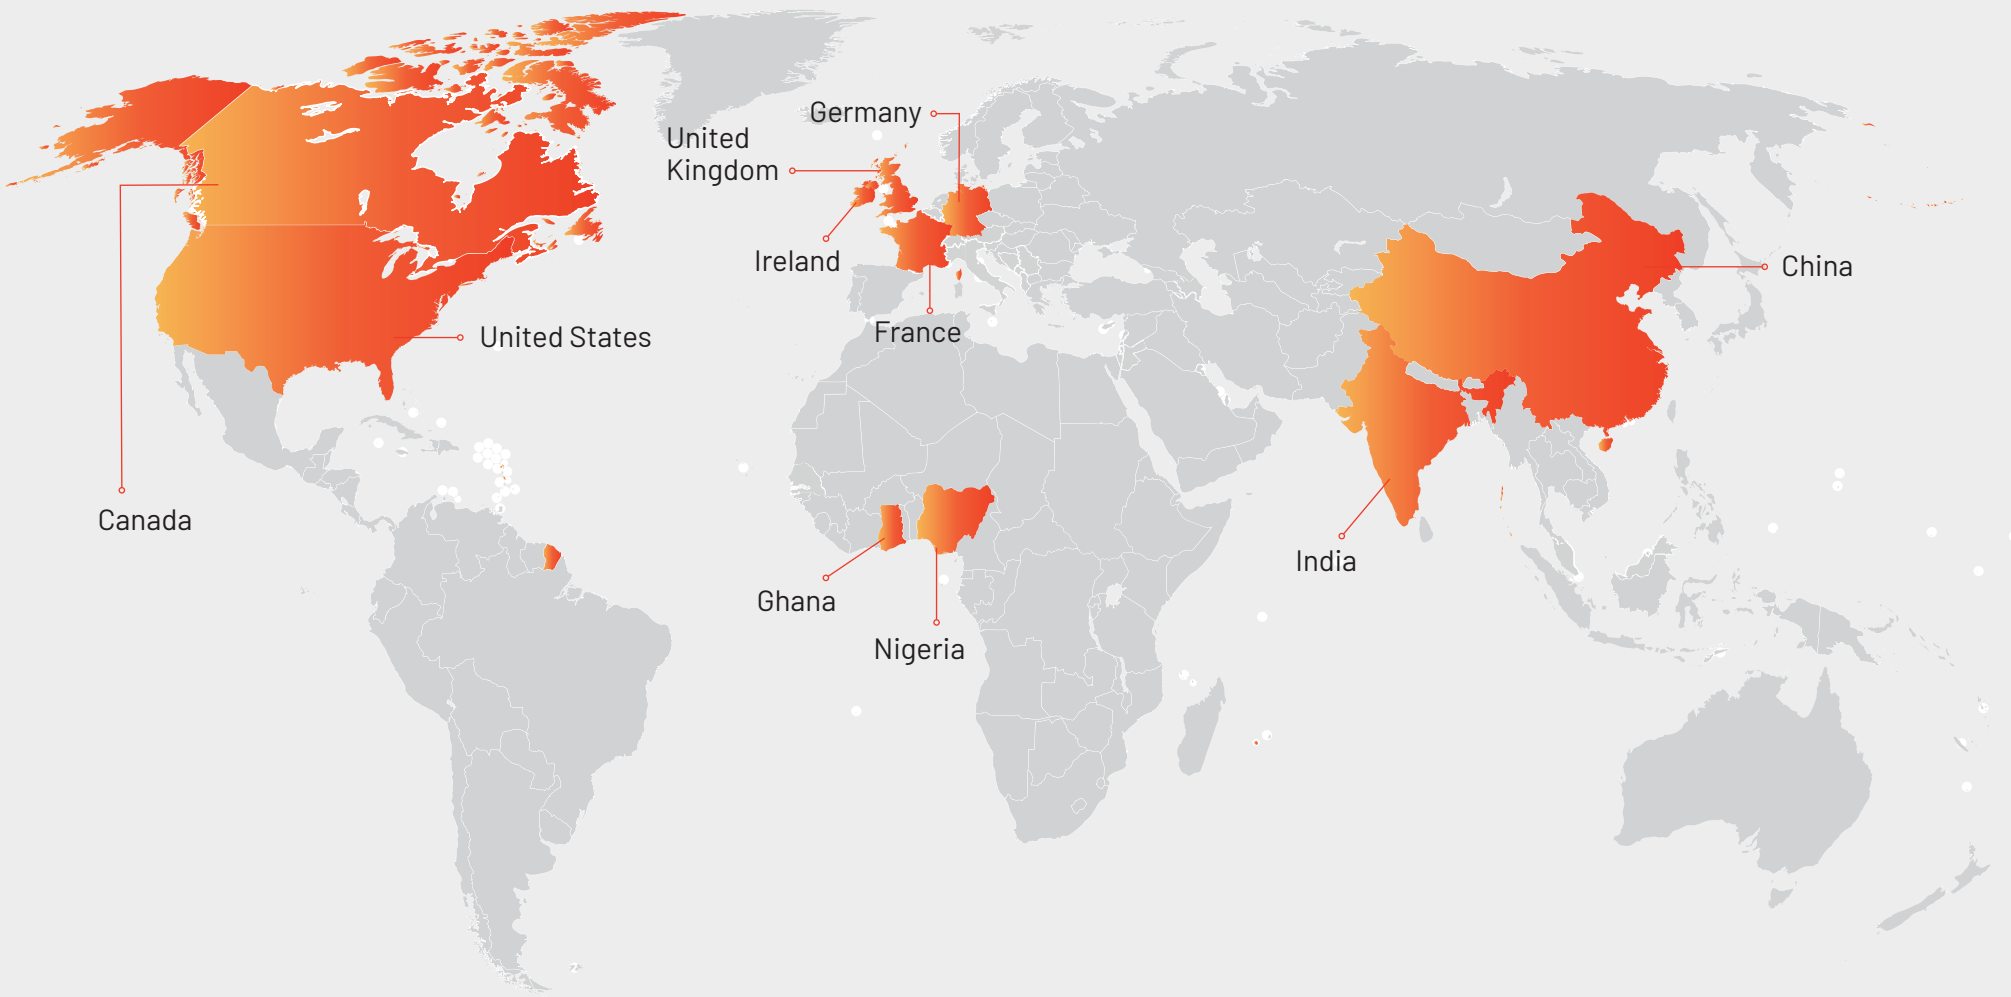 Germany
United
Kingdom
Ireland
China
France
United States
Canada
India
Ghana
Nigeria